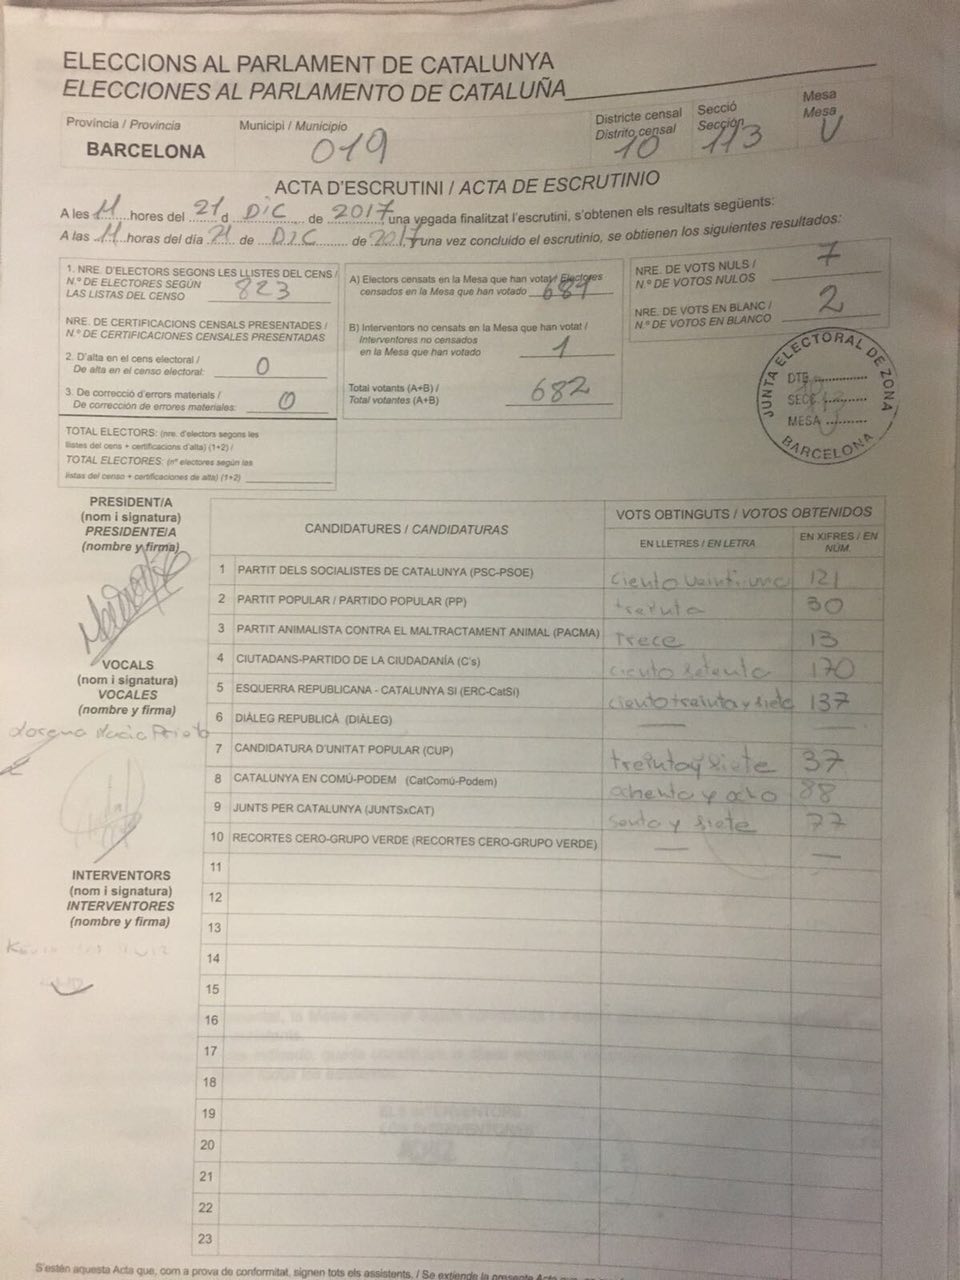 ELECCIONS AL PARLAMENT DE CATALUNYA
ELECCIONES AL PARLAMENTO DE CATALUÑA
Província / Provincia
BARCELONA
Municipi / Municipio
019
Districte censal
Distrito censal
10
Secció
Sección
113
Mesa
Mesa
U
ACTA D'ESCRUTINI / ACTA DE ESCRUTINIO
A les 11 hores del 21 d DIC de 2017 una vegada finalitzat l'escrutini, s'obtenen els resultats següents:
A las 11 horas del día 21 de DIC de 2017 una vez concluido el escrutinio, se obtienen los siguientes resultados:
1. NRE. D'ELECTORS SEGONS LES LLISTES DEL CENS /
N.º DE ELECTORES SEGÚN
LAS LISTAS DEL CENSO 823
NRE. DE CERTIFICACIONS CENSALS PRESENTADES /
N.º DE CERTIFICACIONES CENSALES PRESENTADAS
2. D'alta en el cens electoral /
De alta en el censo electoral: 0
3. De correcció d'errors materials /
De corrección de errores materiales: 0
TOTAL ELECTORS: (nre. d'electors segons les
llistes del cens + certificacions d'alta) (1+2) /
TOTAL ELECTORES: (nº electores según las
listas del censo + certificaciones de alta) (1+2)
A) Electors censats en la Mesa que han votat / Electores
censados en la Mesa que han votado 681
B) Interventors no censats en la Mesa que han votat /
Interventores no censados
en la Mesa que han votado 1
Total votants (A+B) /
Total votantes (A+B) 682
NRE. DE VOTS NULS /
N.º DE VOTOS NULOS 7
NRE. DE VOTS EN BLANC /
N.º DE VOTOS EN BLANCO 2
JUNTA ELECTORAL DE ZONA
DTE.
SECC.
MESA
BARCELONA
PRESIDENT/A
(nom i signatura)
PRESIDENTE/A
(nombre y firma)
VOCALS
(nom i signatura)
VOCALES
(nombre y firma)
Lorena Prieto
INTERVENTORS
(nom i signatura)
INTERVENTORES
(nombre y firma)
CANDIDATURES / CANDIDATURAS
VOTS OBTINGUTS / VOTOS OBTENIDOS
EN LLETRES / EN LETRA
EN XIFRES / EN NÚM.
1 PARTIT DELS SOCIALISTES DE CATALUNYA (PSC-PSOE) ciento veintiuno 121
2 PARTIT POPULAR / PARTIDO POPULAR (PP) treinta 30
3 PARTIT ANIMALISTA CONTRA EL MALTRACTAMENT ANIMAL (PACMA) trece 13
4 CIUTADANS-PARTIDO DE LA CIUDADANÍA (C's) ciento setenta 170
5 ESQUERRA REPUBLICANA - CATALUNYA SÍ (ERC-CatSí) ciento treinta y siete 137
6 DIÀLEG REPUBLICÀ (DIÀLEG) — —
7 CANDIDATURA D'UNITAT POPULAR (CUP) treinta y siete 37
8 CATALUNYA EN COMÚ-PODEM (CatComú-Podem) ochenta y ocho 88
9 JUNTS PER CATALUNYA (JUNTSxCAT) y siete 77
10 RECORTES CERO-GRUPO VERDE (RECORTES CERO-GRUPO VERDE) — —
11
12
13
14
15
16
17
18
19
20
21
22
23
S'estén aquesta Acta que, com a prova de conformitat, signen tots els assistents. / Se extiende la presente Acta que,